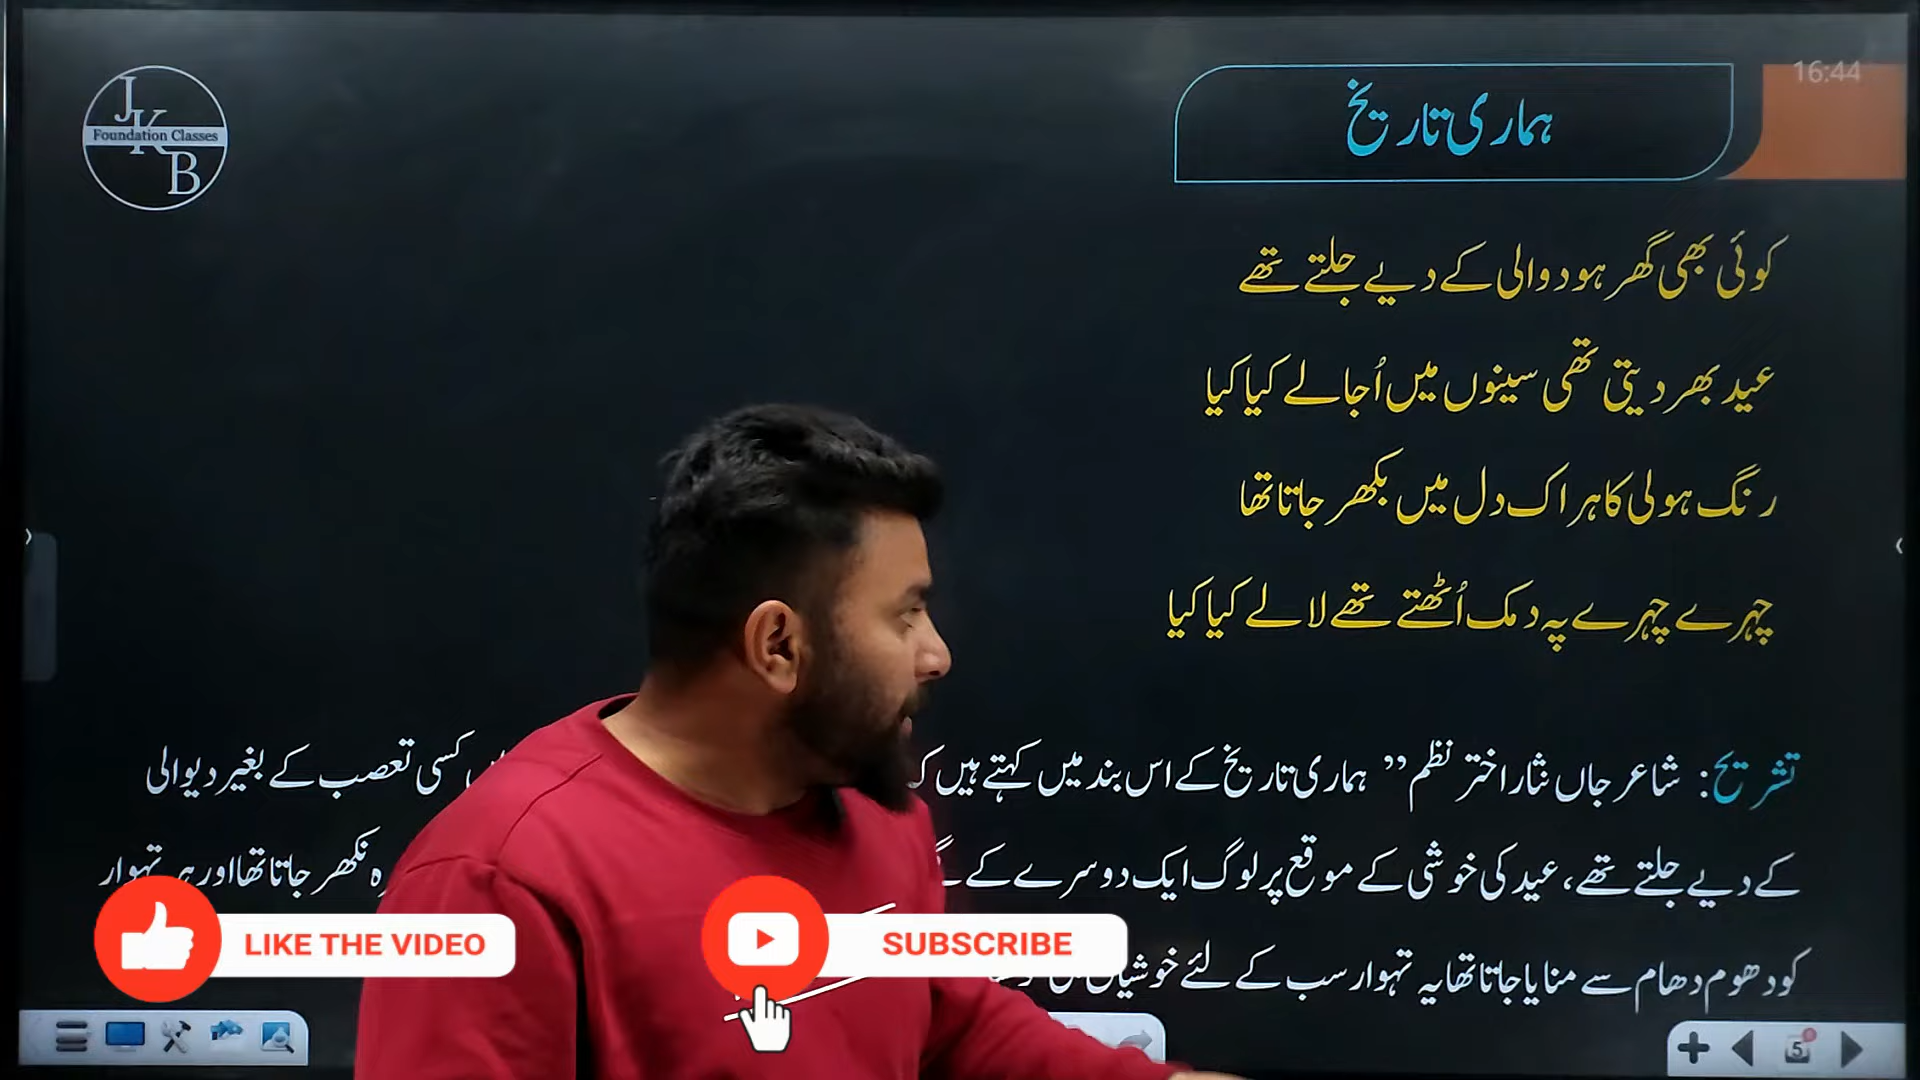 J
K
Foundation Classes
B
16:44
ہماری تاریخ
کوئی بھی گھر ہو دوالی کے دیے جلتے تھے
عید بھر دیتی تھی سینوں میں اُجالے کیا کیا
رنگ ہولی کا ہر اک دل میں بکھر جاتا تھا
چہرے چہرے پہ دمک اُٹھتے تھے لالے کیا کیا
تشریح: شاعر جاں نثار اختر نظم ” ہماری تاریخ کے اس بند میں کہتے ہیں کسی تعصب کے بغیر دیوالی
کے دیے جلتے تھے، عید کی خوشی کے موقع پر لوگ ایک دوسرے کے نکھر جاتا تھا اور ہر تہوار
کو دھوم دھام سے منایا جاتا تھا یہ تہوار سب کے لئے
LIKE THE VIDEO
SUBSCRIBE
5